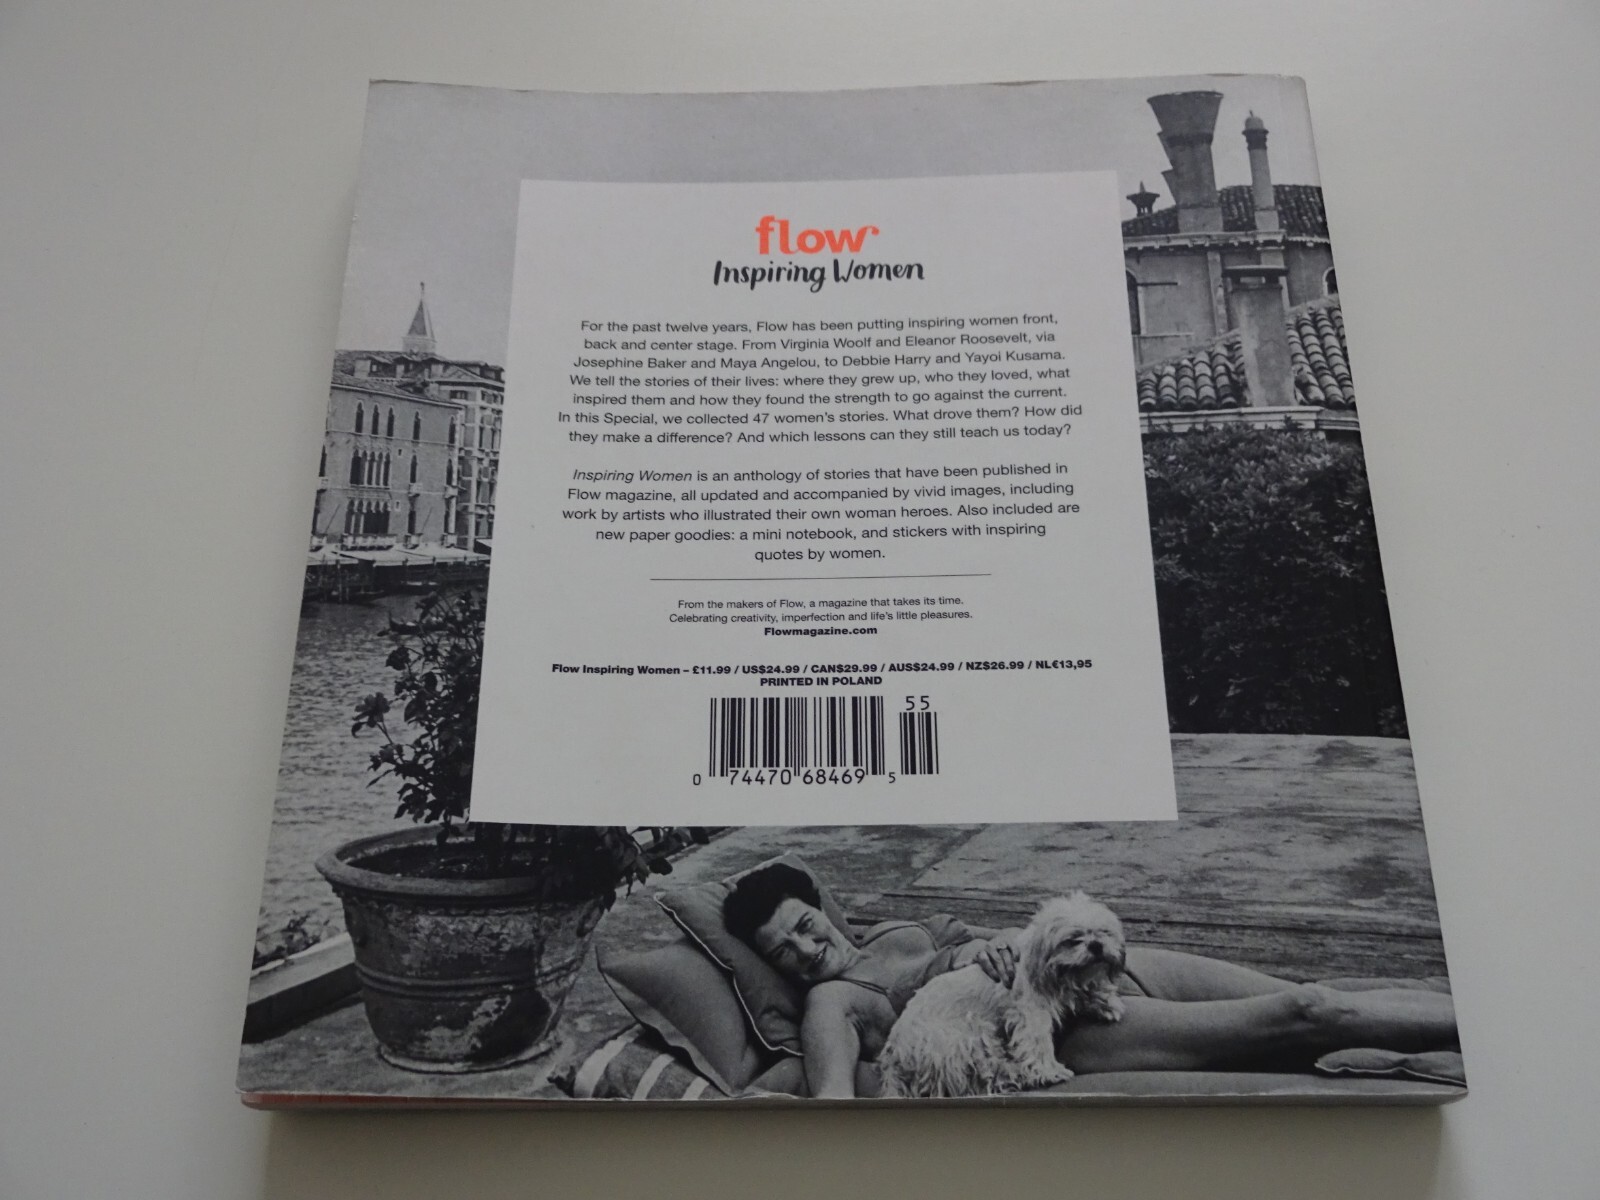 flow
Inspiring Women
For the past twelve years, Flow has been putting inspiring women front,
back and center stage. From Virginia Woolf and Eleanor Roosevelt, via
Josephine Baker and Maya Angelou, to Debbie Harry and Yayoi Kusama.
We tell the stories of their lives: where they grew up, who they loved, what
inspired them and how they found the strength to go against the current.
In this Special, we collected 47 women's stories. What drove them? How did
they make a difference? And which lessons can they still teach us today?
Inspiring Women is an anthology of stories that have been published in
Flow magazine, all updated and accompanied by vivid images, including
work by artists who illustrated their own woman heroes. Also included are
new paper goodies: a mini notebook, and stickers with inspiring
quotes by women.
From the makers of Flow, a magazine that takes its time.
Celebrating creativity, imperfection and life's little pleasures.
Flowmagazine.com
Flow Inspiring Women – £11.99 / US$24.99 / CAN$29.99 / AUS$24.99 / NZ$26.99 / NL€13,95
PRINTED IN POLAND
55
0 74470 68469 5